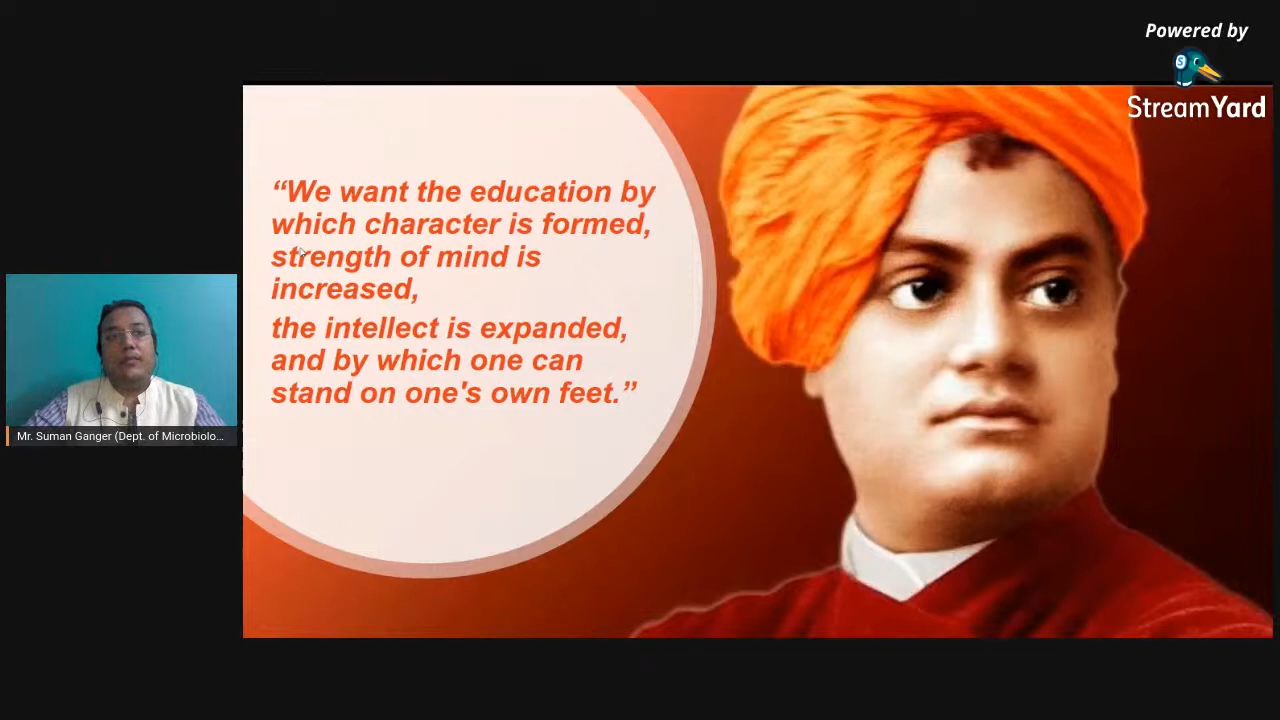 Powered by
StreamYard
“We want the education by
which character is formed,
strength of mind is
increased,
the intellect is expanded,
and by which one can
stand on one's own feet.”
Mr. Suman Ganger (Dept. of Microbiolo...